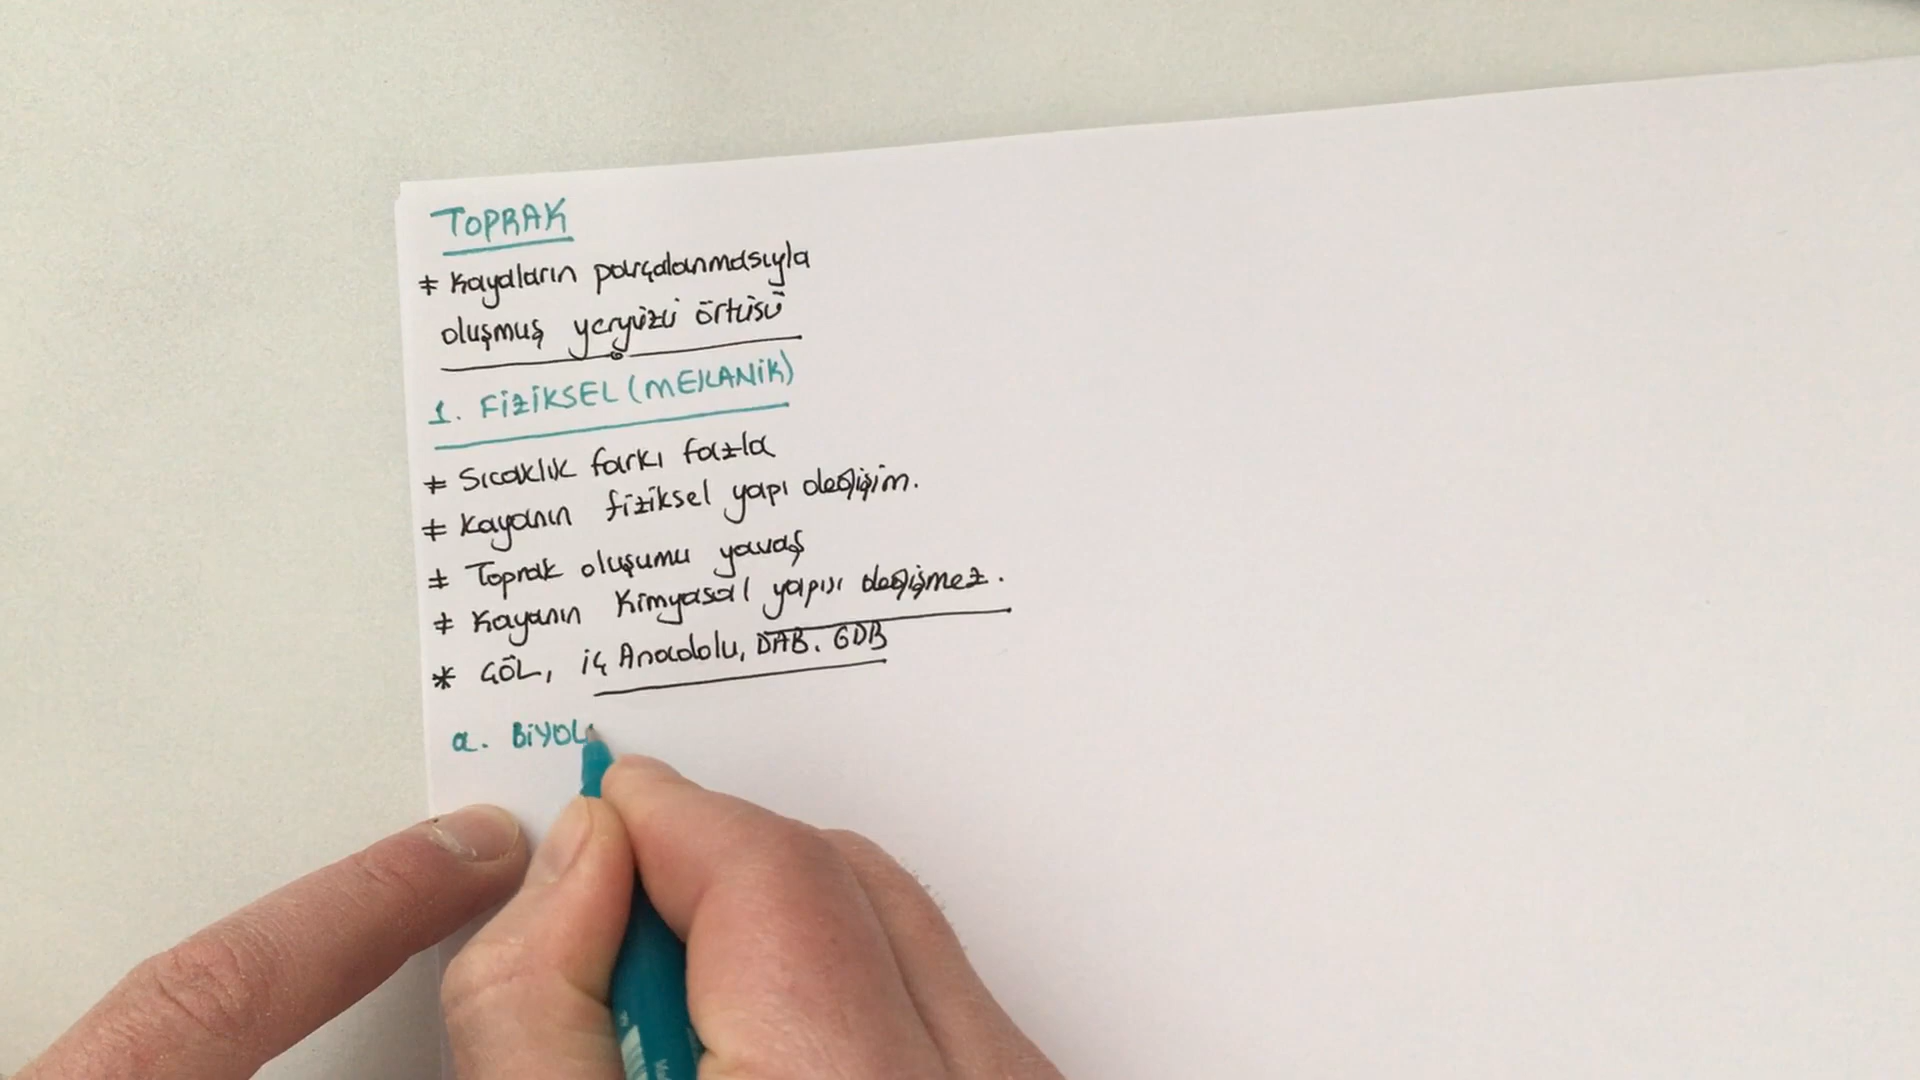 TOPRAK
* Kayaların parçalanmasıyla
oluşmuş yeryüzü örtüsü
1. FİZİKSEL (MEKANİK)
* Sıcaklık farkı fazla
* Kayanın fiziksel yapı değişim.
* Toprak oluşumu yavaş
* Kayanın Kimyasal yapısı değişmez.
* ÇÖL, iç Anadolu, DAB. GDB
a. BİYOL